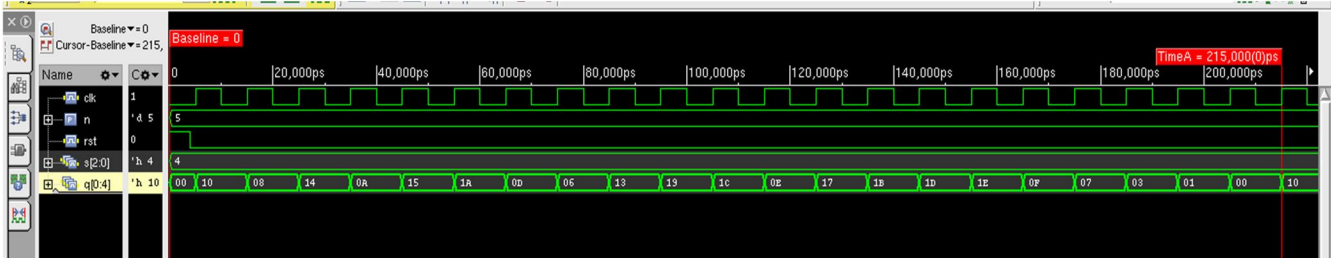 Baseline▼=0
Cursor-Baseline▼=215,
Baseline = 0
TimeA = 215,000(0)ps
Name
0
20,000ps
40,000ps
60,000ps
80,000ps
100,000ps
120,000ps
140,000ps
160,000ps
180,000ps
200,000ps
clk 1
n 'd 5 5
rst 0
s[2:0] 'h 4 4
q[0:4] 'h 10 00 10 08 14 0A 15 1A 0D 06 13 19 1C 0E 17 1B 1D 1E 0F 07 03 01 00 10